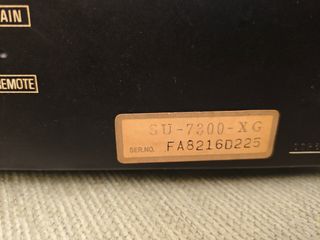 AIN
REMOTE
SU-7300-XG
SER.NO. FA8216D225